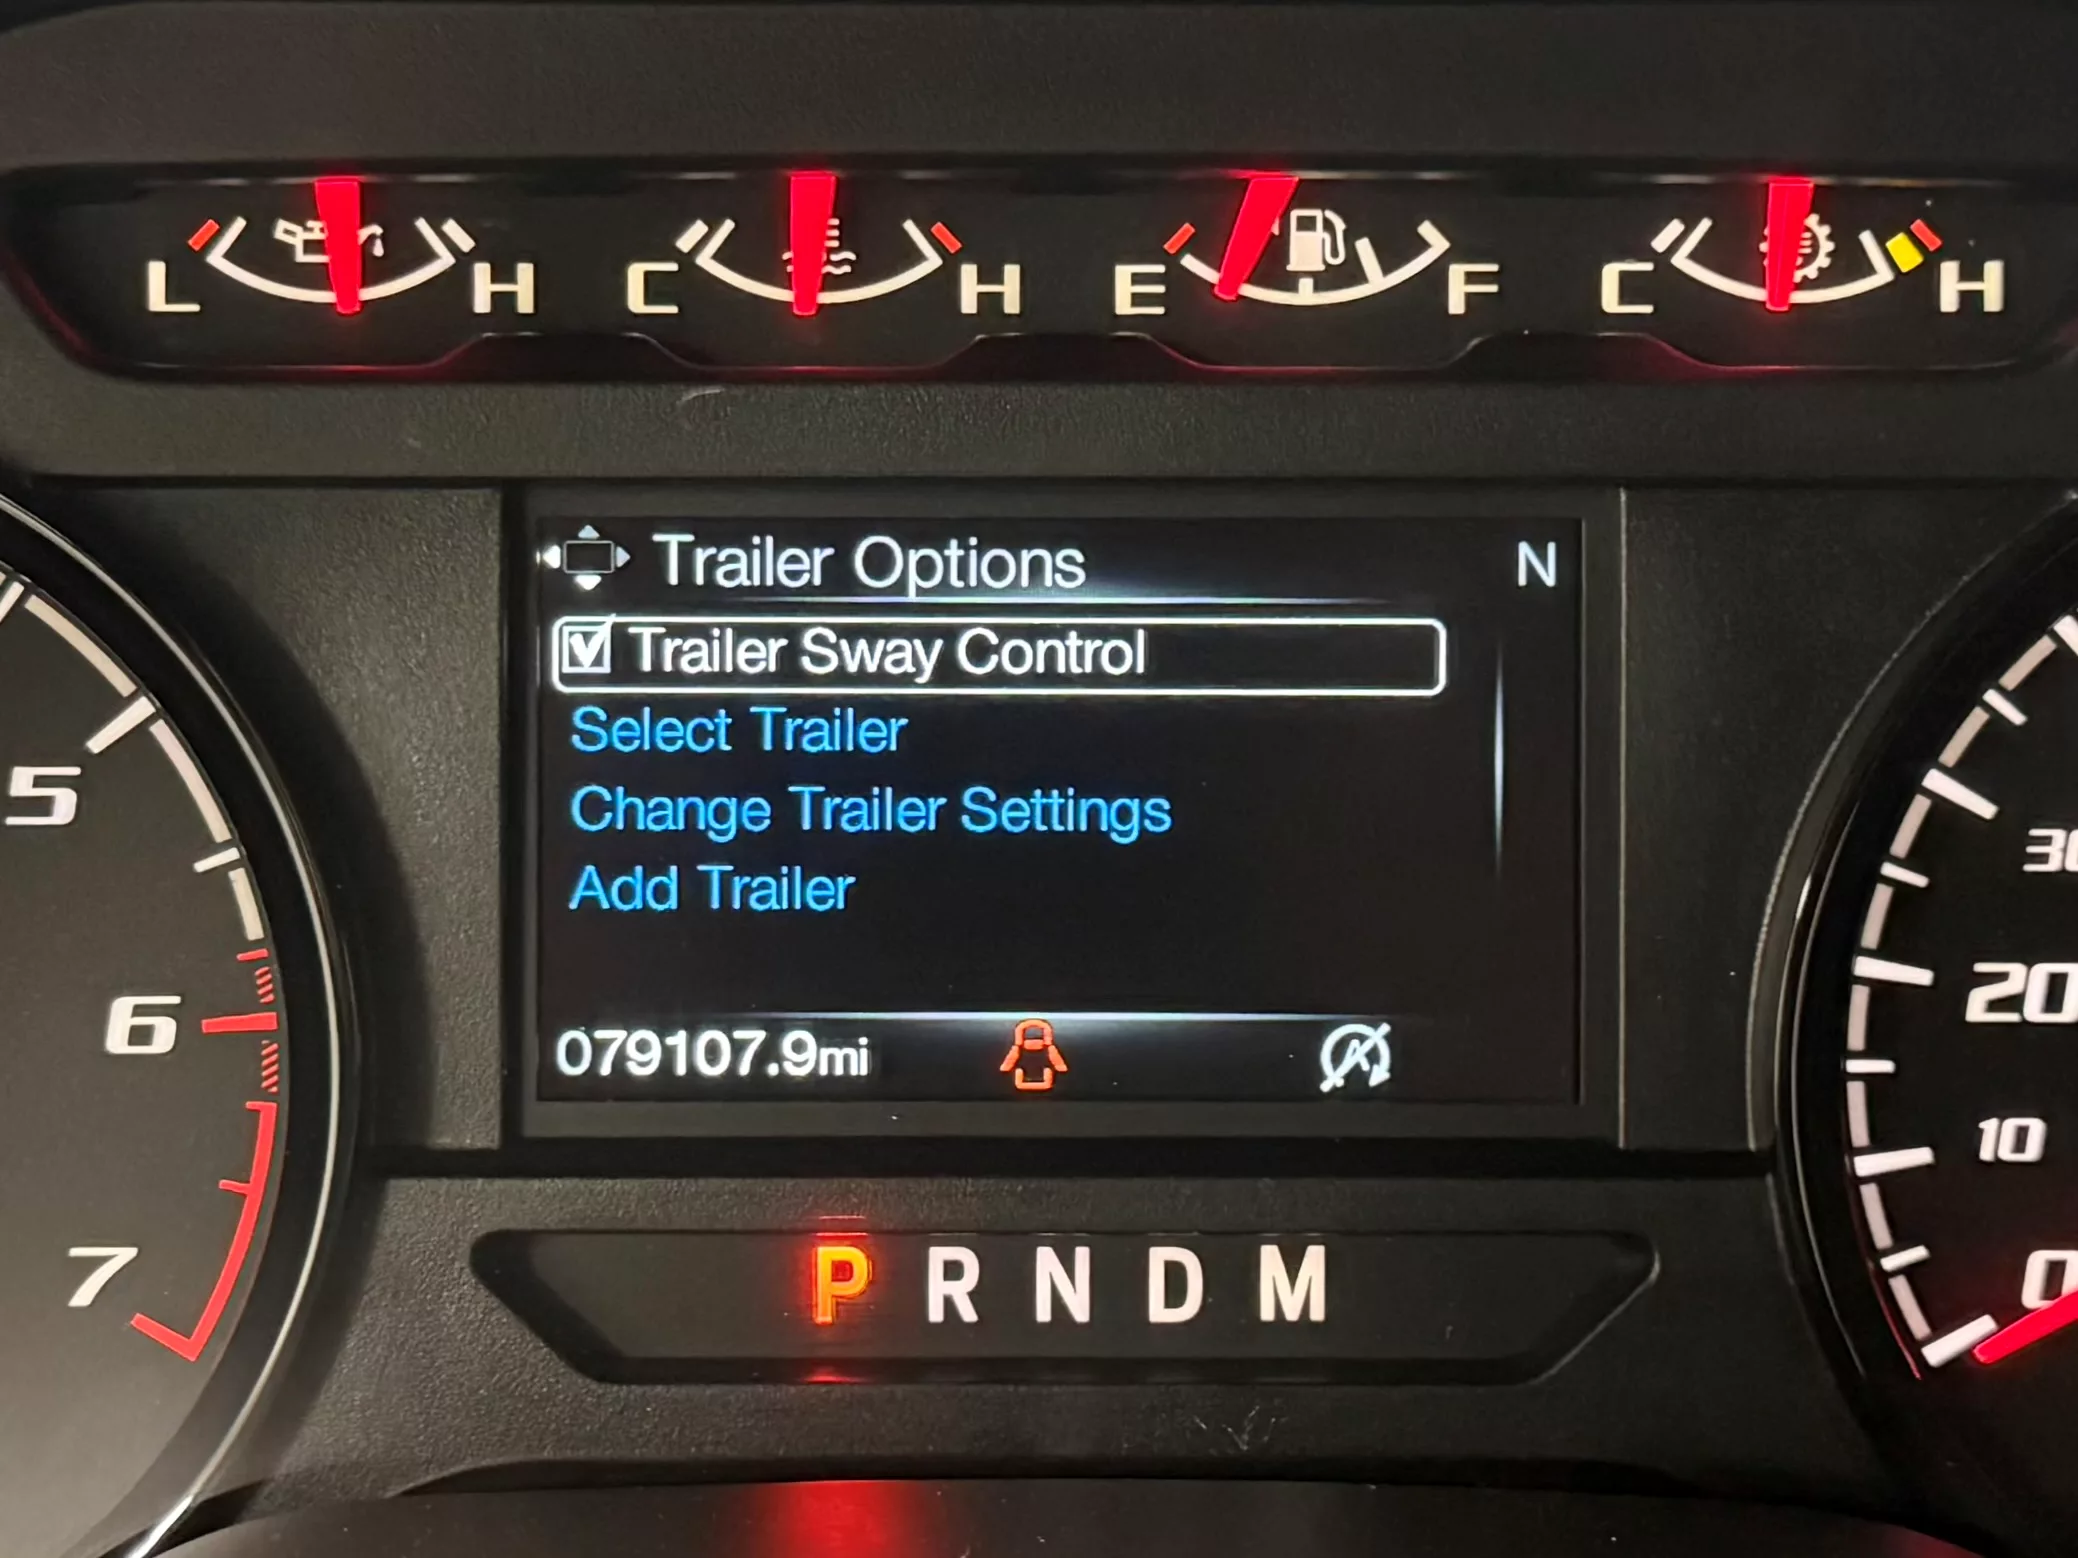 L H C H E F C H
Trailer Options N
Trailer Sway Control
Select Trailer
Change Trailer Settings
Add Trailer
079107.9mi
5
6
7
20
10
0
P R N D M